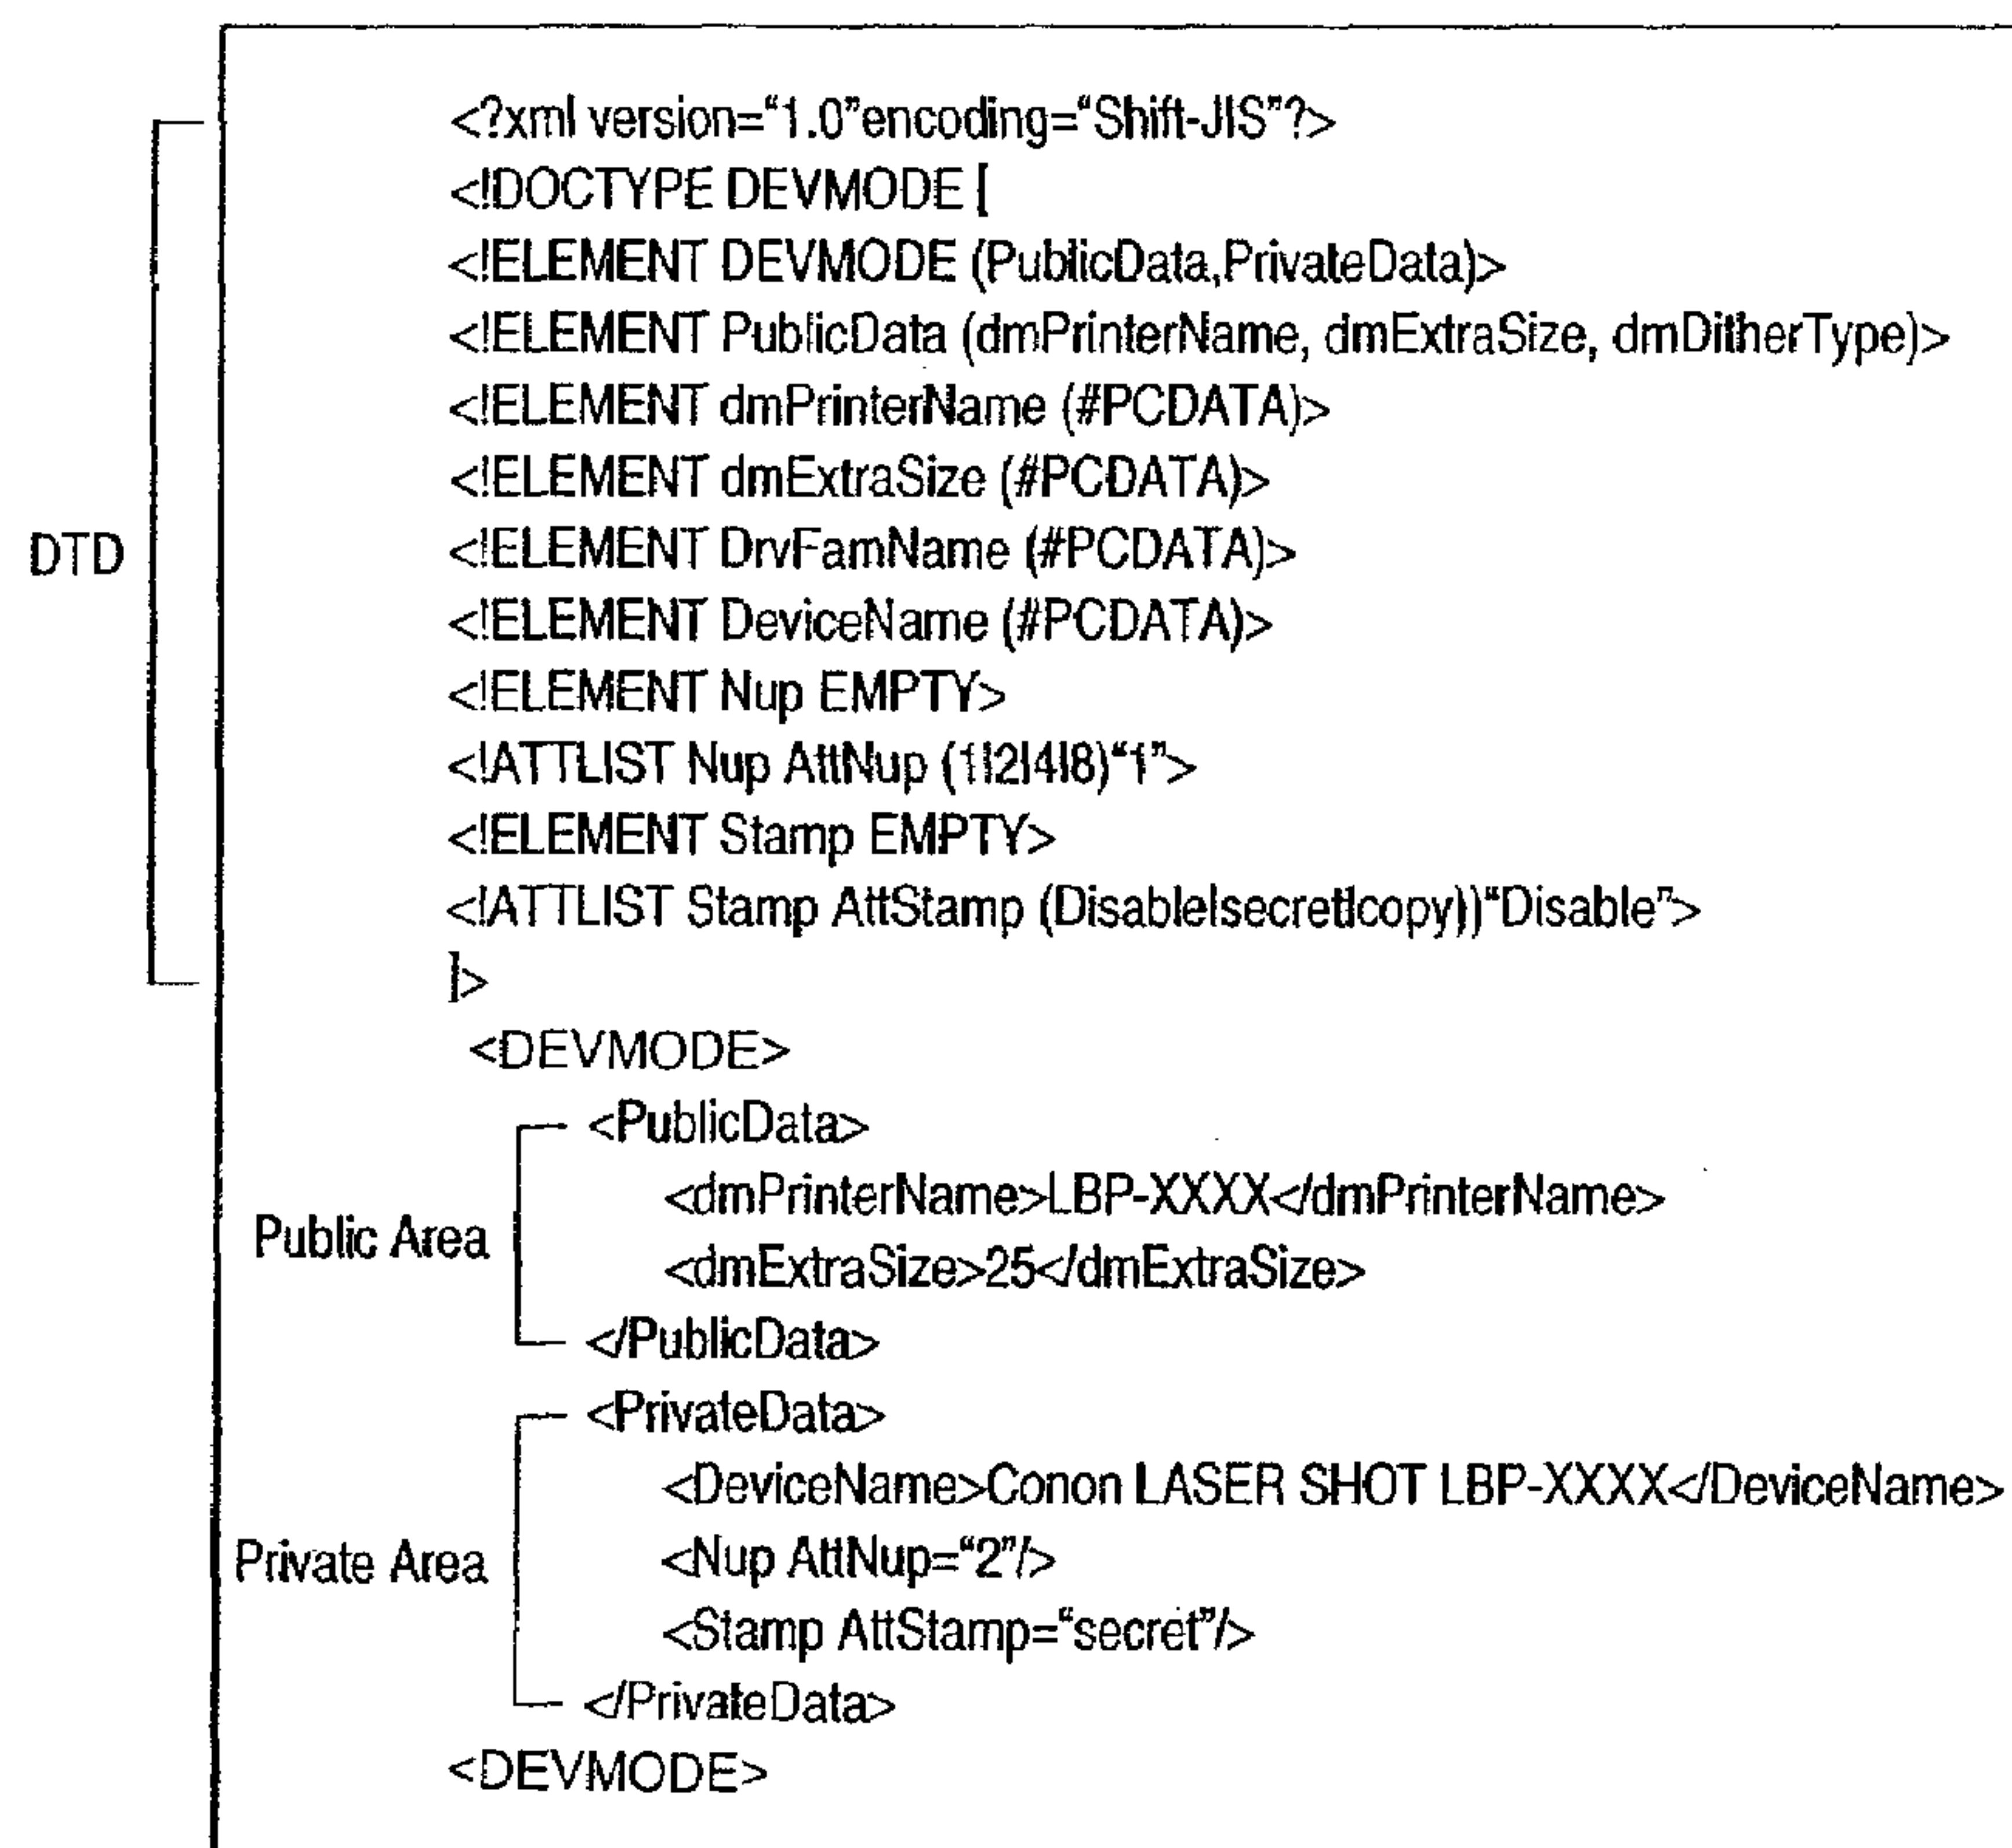 <?xml version=“1.0”encoding=“Shift-JIS”?>
<!DOCTYPE DEVMODE [
<!ELEMENT DEVMODE (PublicData,PrivateData)>
<!ELEMENT PublicData (dmPrinterName, dmExtraSize, dmDitherType)>
<!ELEMENT dmPrinterName (#PCDATA)>
<!ELEMENT dmExtraSize (#PCDATA)>
DTD
<!ELEMENT DrvFamName (#PCDATA)>
<!ELEMENT DeviceName (#PCDATA)>
<!ELEMENT Nup EMPTY>
<!ATTLIST Nup AttNup (1|2|4|8)“1”>
<!ELEMENT Stamp EMPTY>
<!ATTLIST Stamp AttStamp (Disable|secret|copy))“Disable”>
]>
<DEVMODE>
<PublicData>
<dmPrinterName>LBP-XXXX</dmPrinterName>
Public Area
<dmExtraSize>25</dmExtraSize>
</PublicData>
<PrivateData>
<DeviceName>Conon LASER SHOT LBP-XXXX</DeviceName>
Private Area
<Nup AttNup=“2”/>
<Stamp AttStamp=“secret”/>
</PrivateData>
<DEVMODE>